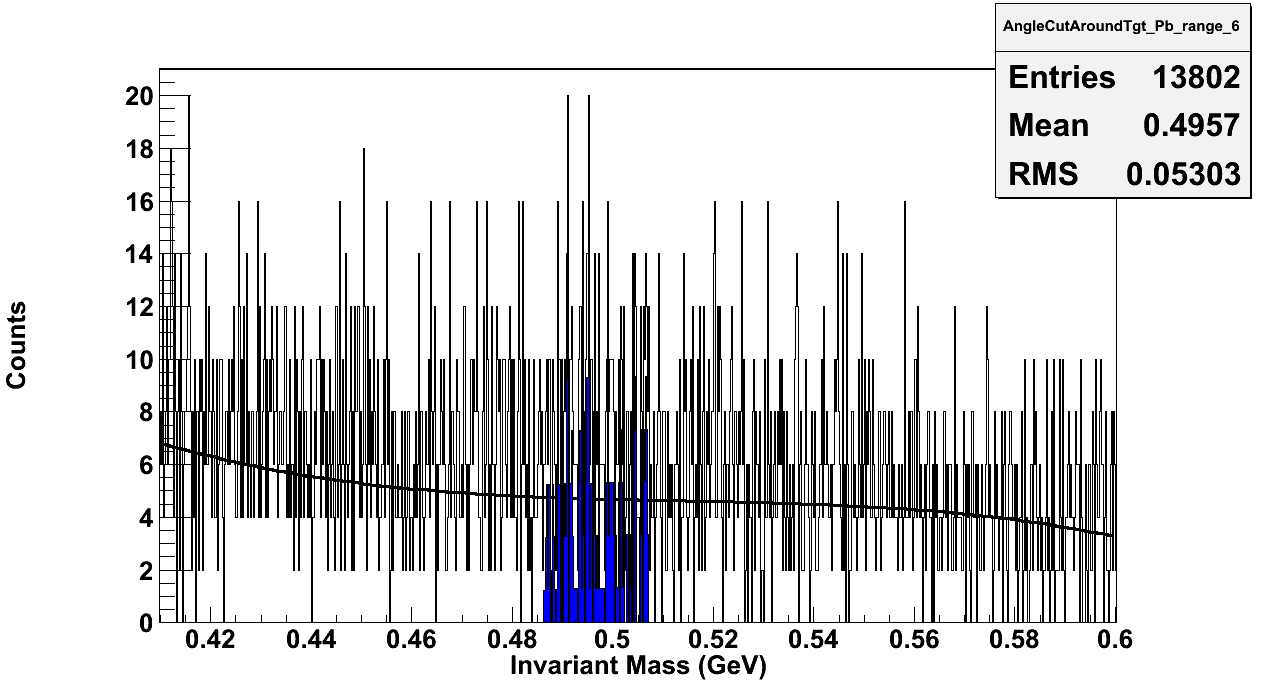 AngleCutAroundTgt_Pb_range_6
Entries 13802
Mean 0.4957
RMS 0.05303
20
18
16
14
12
10
8
6
4
2
0
Counts
0.42 0.44 0.46 0.48 0.5 0.52 0.54 0.56 0.58 0.6
Invariant Mass (GeV)